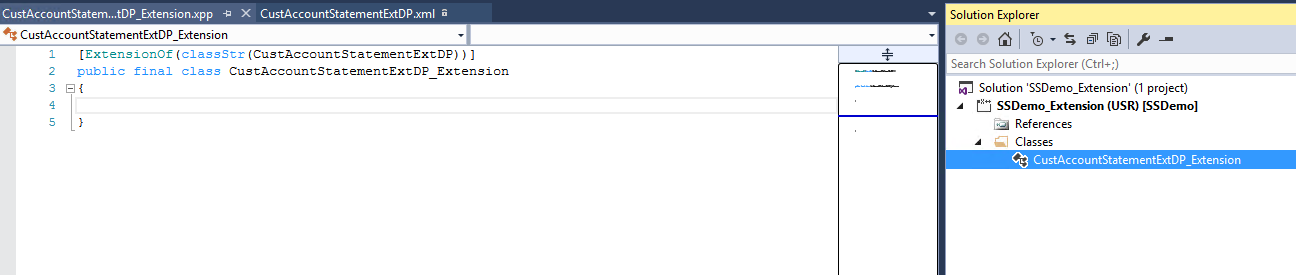 CustAccountStatem...tDP_Extension.xpp
CustAccountStatementExtDP.xml
CustAccountStatementExtDP_Extension
1 [ExtensionOf(classStr(CustAccountStatementExtDP))]
2 public final class CustAccountStatementExtDP_Extension
3 {
4
5 }
Solution Explorer
Search Solution Explorer (Ctrl+;)
Solution 'SSDemo_Extension' (1 project)
SSDemo_Extension (USR) [SSDemo]
References
Classes
CustAccountStatementExtDP_Extension